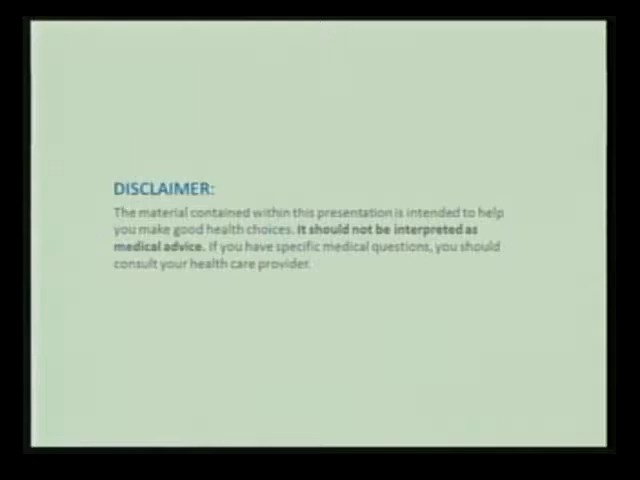 DISCLAIMER:
The material contained within this presentation is intended to help
you make good health choices. It should not be interpreted as
medical advice. If you have specific medical questions, you should
consult your health care provider.